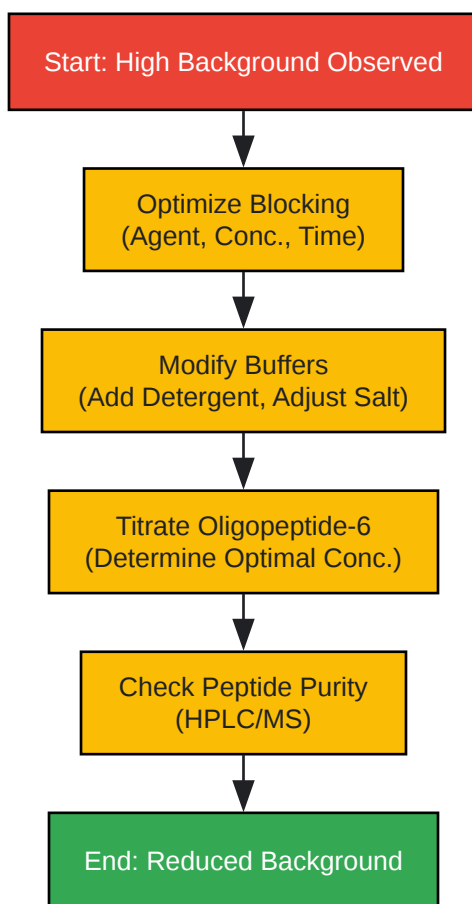 Start: High Background Observed
Optimize Blocking
(Agent, Conc., Time)
Modify Buffers
(Add Detergent, Adjust Salt)
Titrate Oligopeptide-6
(Determine Optimal Conc.)
Check Peptide Purity
(HPLC/MS)
End: Reduced Background